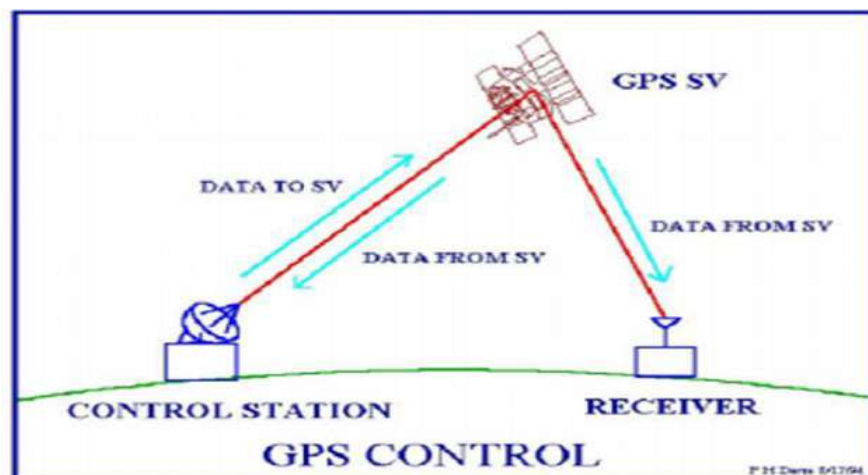 GPS SV
DATA TO SV
DATA FROM SV
DATA FROM SV
CONTROL STATION
RECEIVER
GPS CONTROL